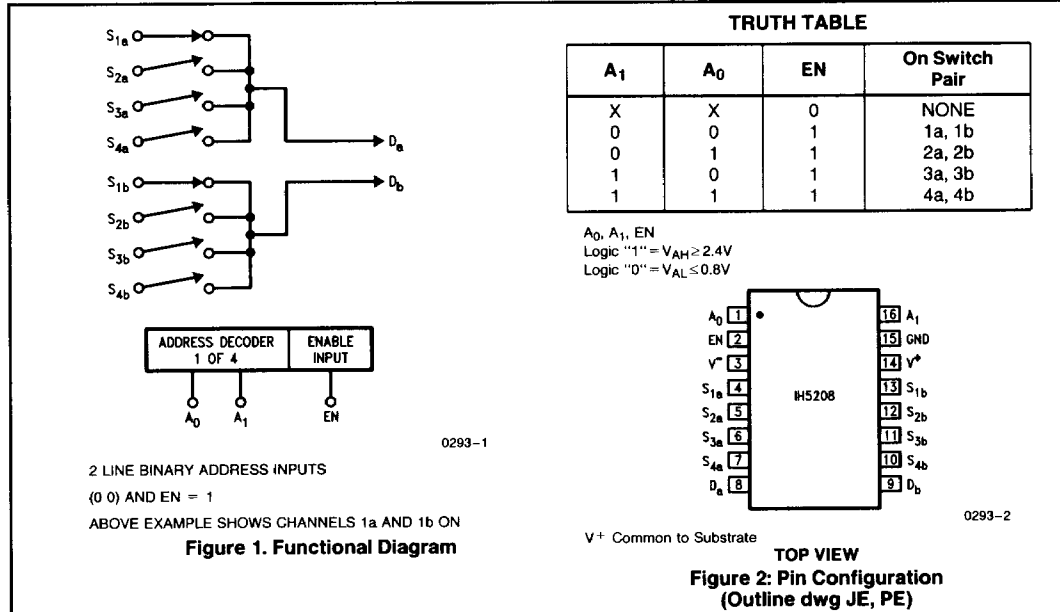 S1a
S2a
S3a
S4a
Da
S1b
Db
S2b
S3b
S4b
ADDRESS DECODER
1 OF 4
ENABLE
INPUT
A0 A1 EN
0293-1
2 LINE BINARY ADDRESS INPUTS
(0 0) AND EN = 1
ABOVE EXAMPLE SHOWS CHANNELS 1a AND 1b ON
Figure 1. Functional Diagram
TRUTH TABLE
A1 A0 EN On Switch Pair
X X 0 NONE
0 0 1 1a, 1b
0 1 1 2a, 2b
1 0 1 3a, 3b
1 1 1 4a, 4b
A0, A1, EN
Logic "1" = VAH ≥ 2.4V
Logic "0" = VAL ≤ 0.8V
A0 1 16 A1
EN 2 15 GND
V- 3 14 V+
S1a 4 13 S1b
IH5208
S2a 5 12 S2b
S3a 6 11 S3b
S4a 7 10 S4b
Da 8 9 Db
0293-2
V+ Common to Substrate
TOP VIEW
Figure 2: Pin Configuration
(Outline dwg JE, PE)